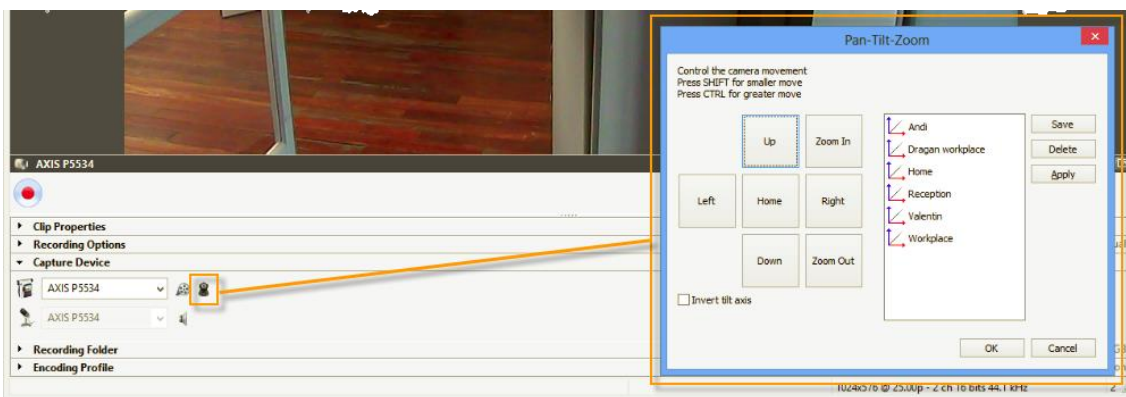 AXIS P5534
Clip Properties
Recording Options
Capture Device
AXIS P5534
AXIS P5534
Recording Folder
Encoding Profile
Pan-Tilt-Zoom
Control the camera movement
Press SHIFT for smaller move
Press CTRL for greater move
Up
Zoom In
Left
Home
Right
Down
Zoom Out
Invert tilt axis
Andi
Dragan workplace
Home
Reception
Valentin
Workplace
Save
Delete
Apply
OK
Cancel
1024x576 @ 25.00p - 2 ch 16 bits 44.1 kHz